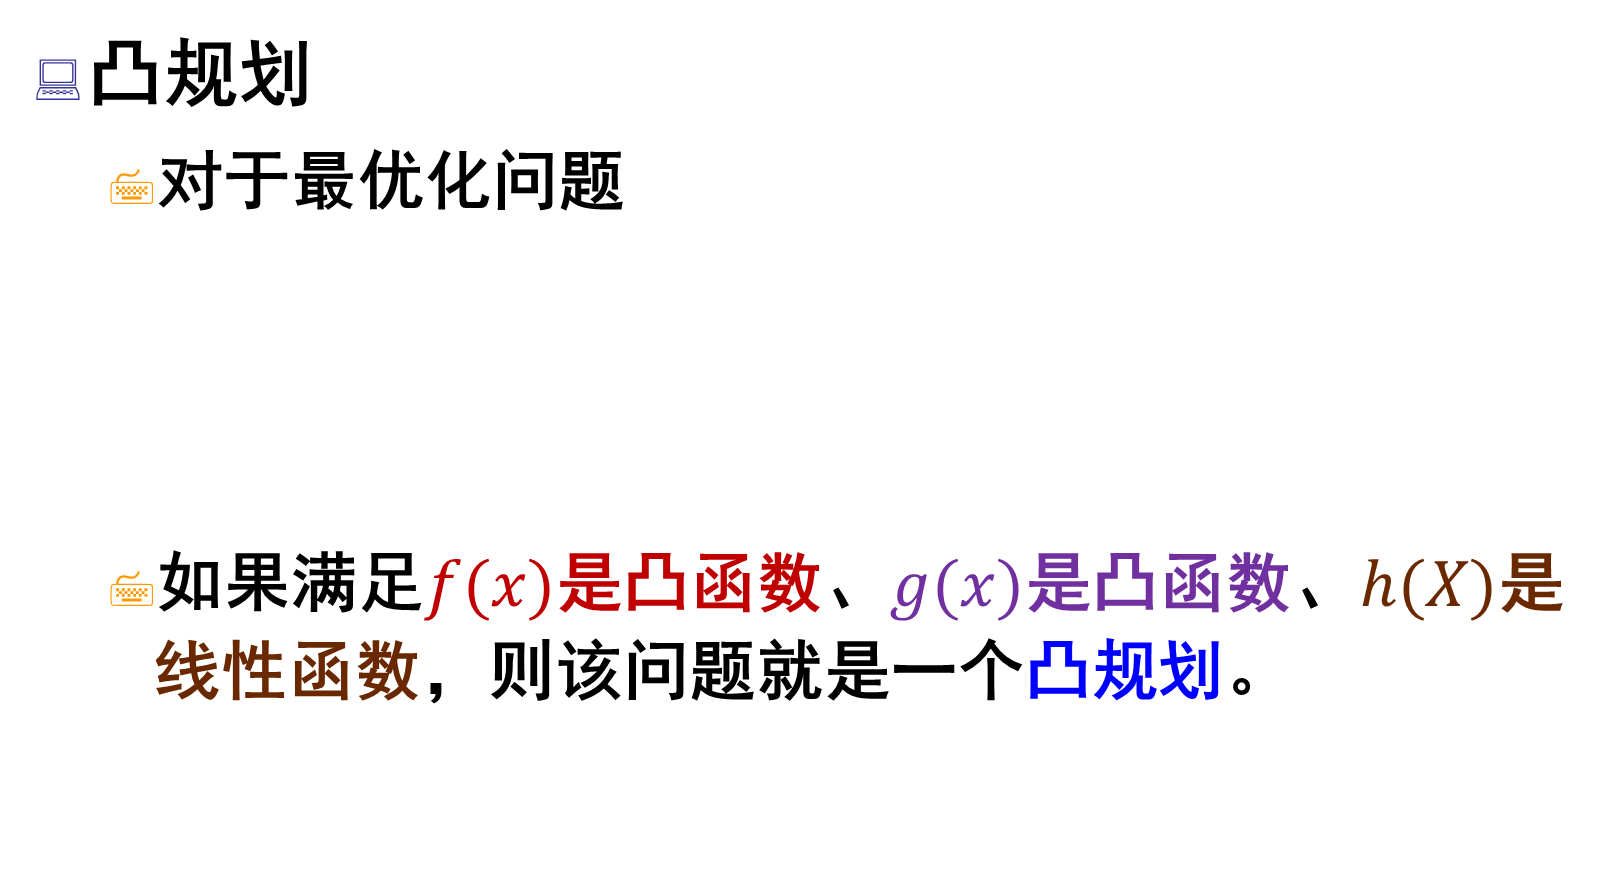 凸规划
对于最优化问题
如果满足f(x)是凸函数、g(x)是凸函数、h(X)是
线性函数，则该问题就是一个凸规划。